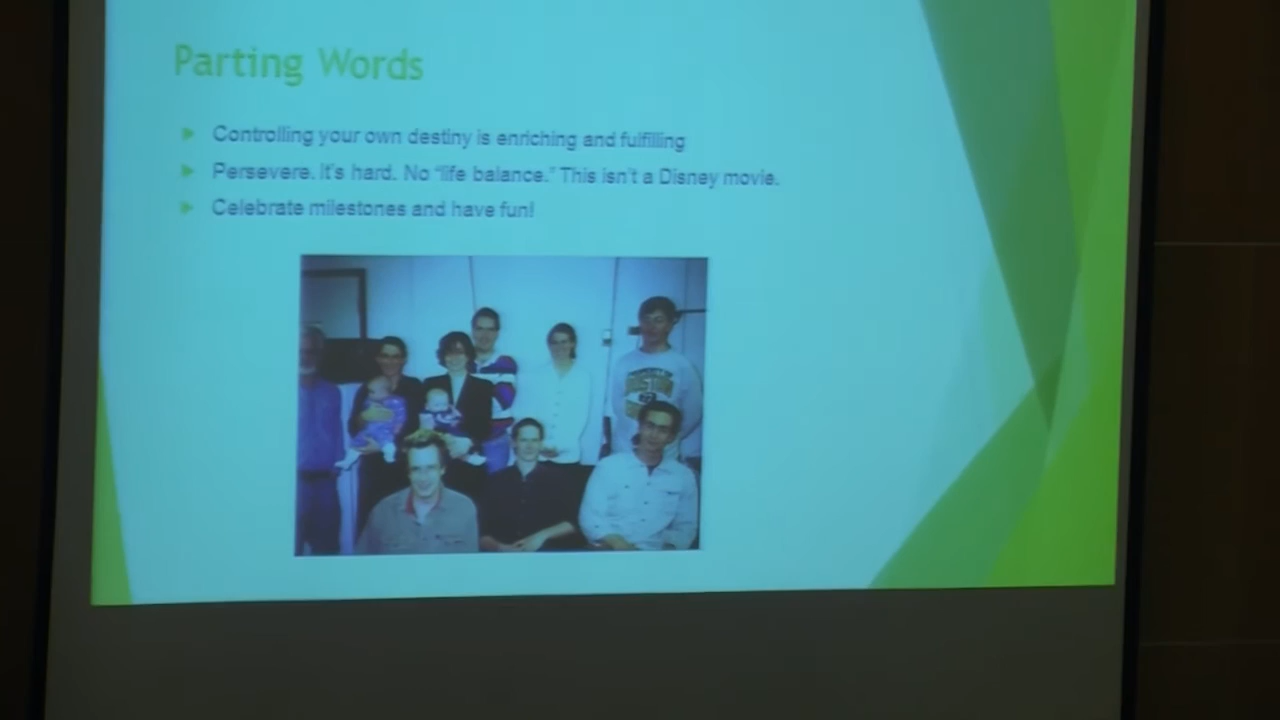 Parting Words
Controlling your own destiny is enriching and fulfilling
Persevere. It's hard. No "life balance." This isn't a Disney movie.
Celebrate milestones and have fun!